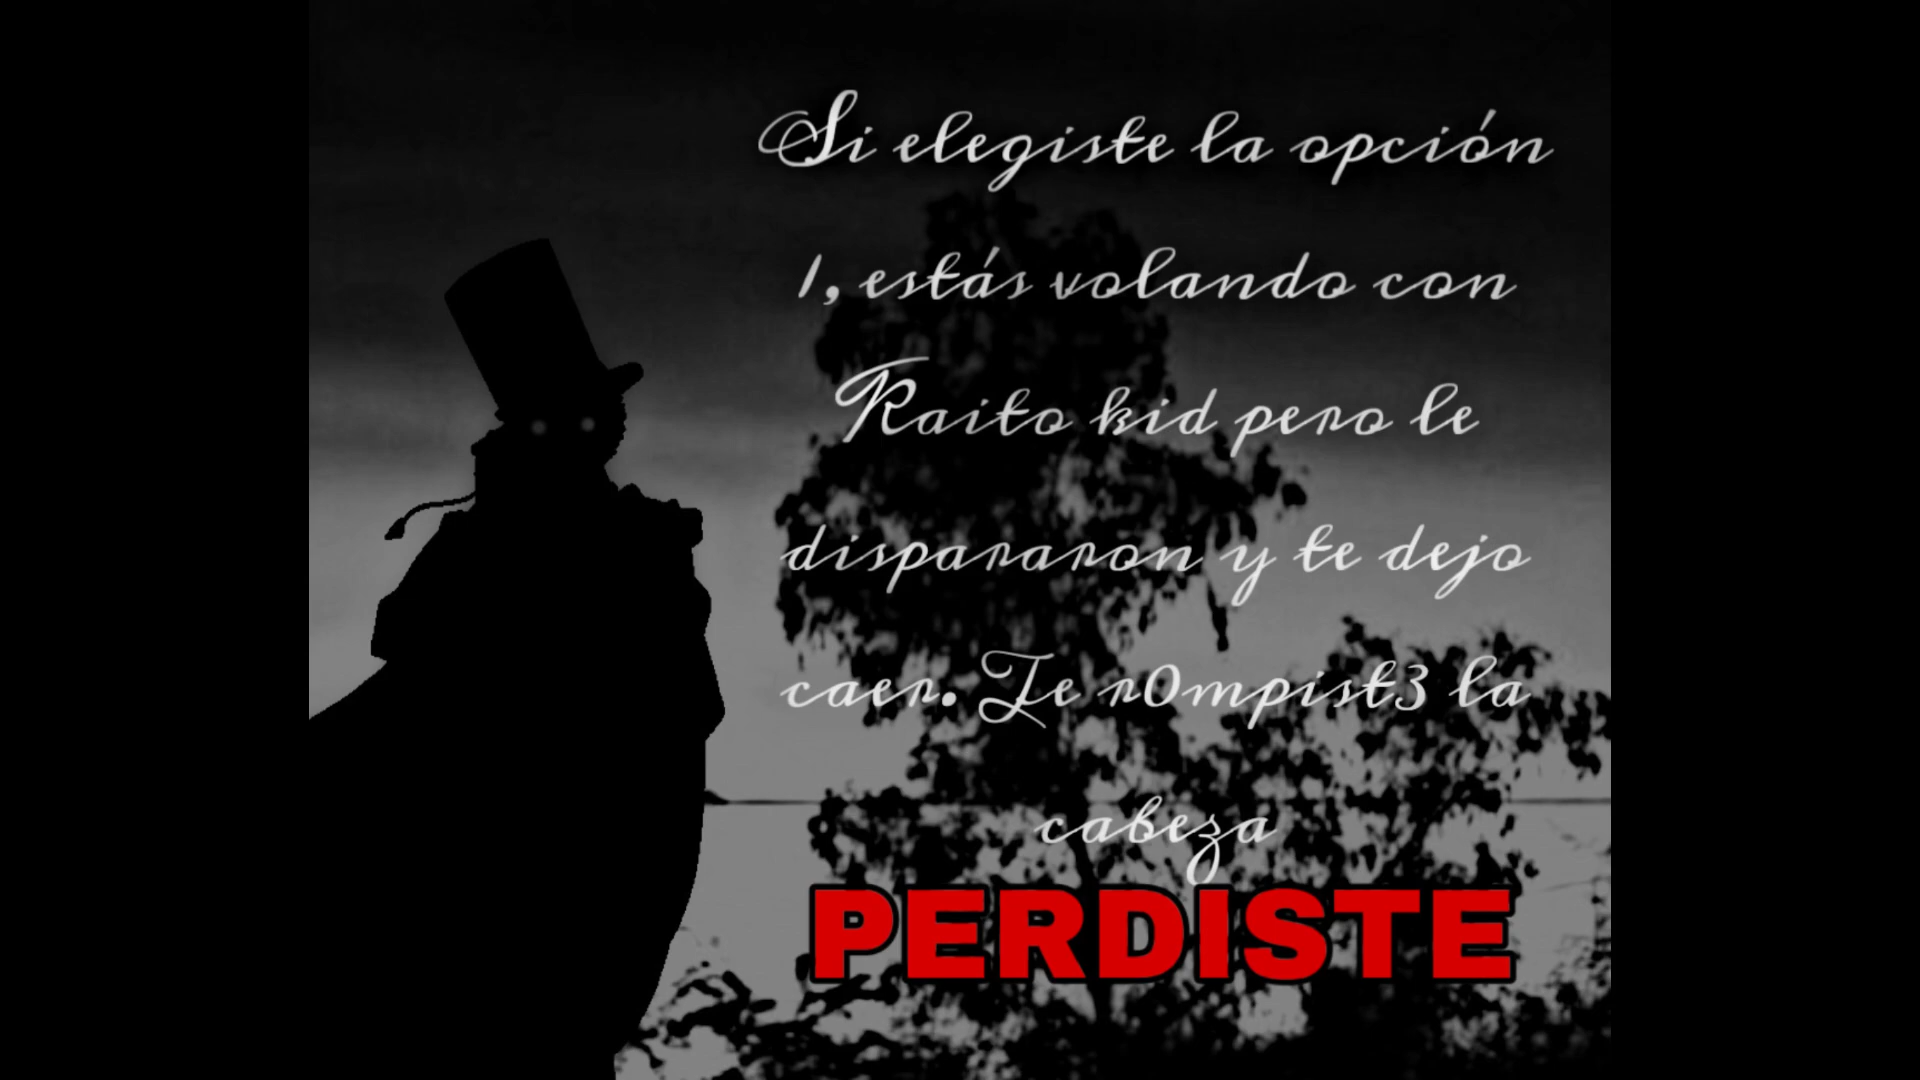 Si elegiste la opción
1, estás volando con
Kaito kid pero le
dispararon y te dejo
caer. Te r0mpist3 la
cabeza
PERDISTE